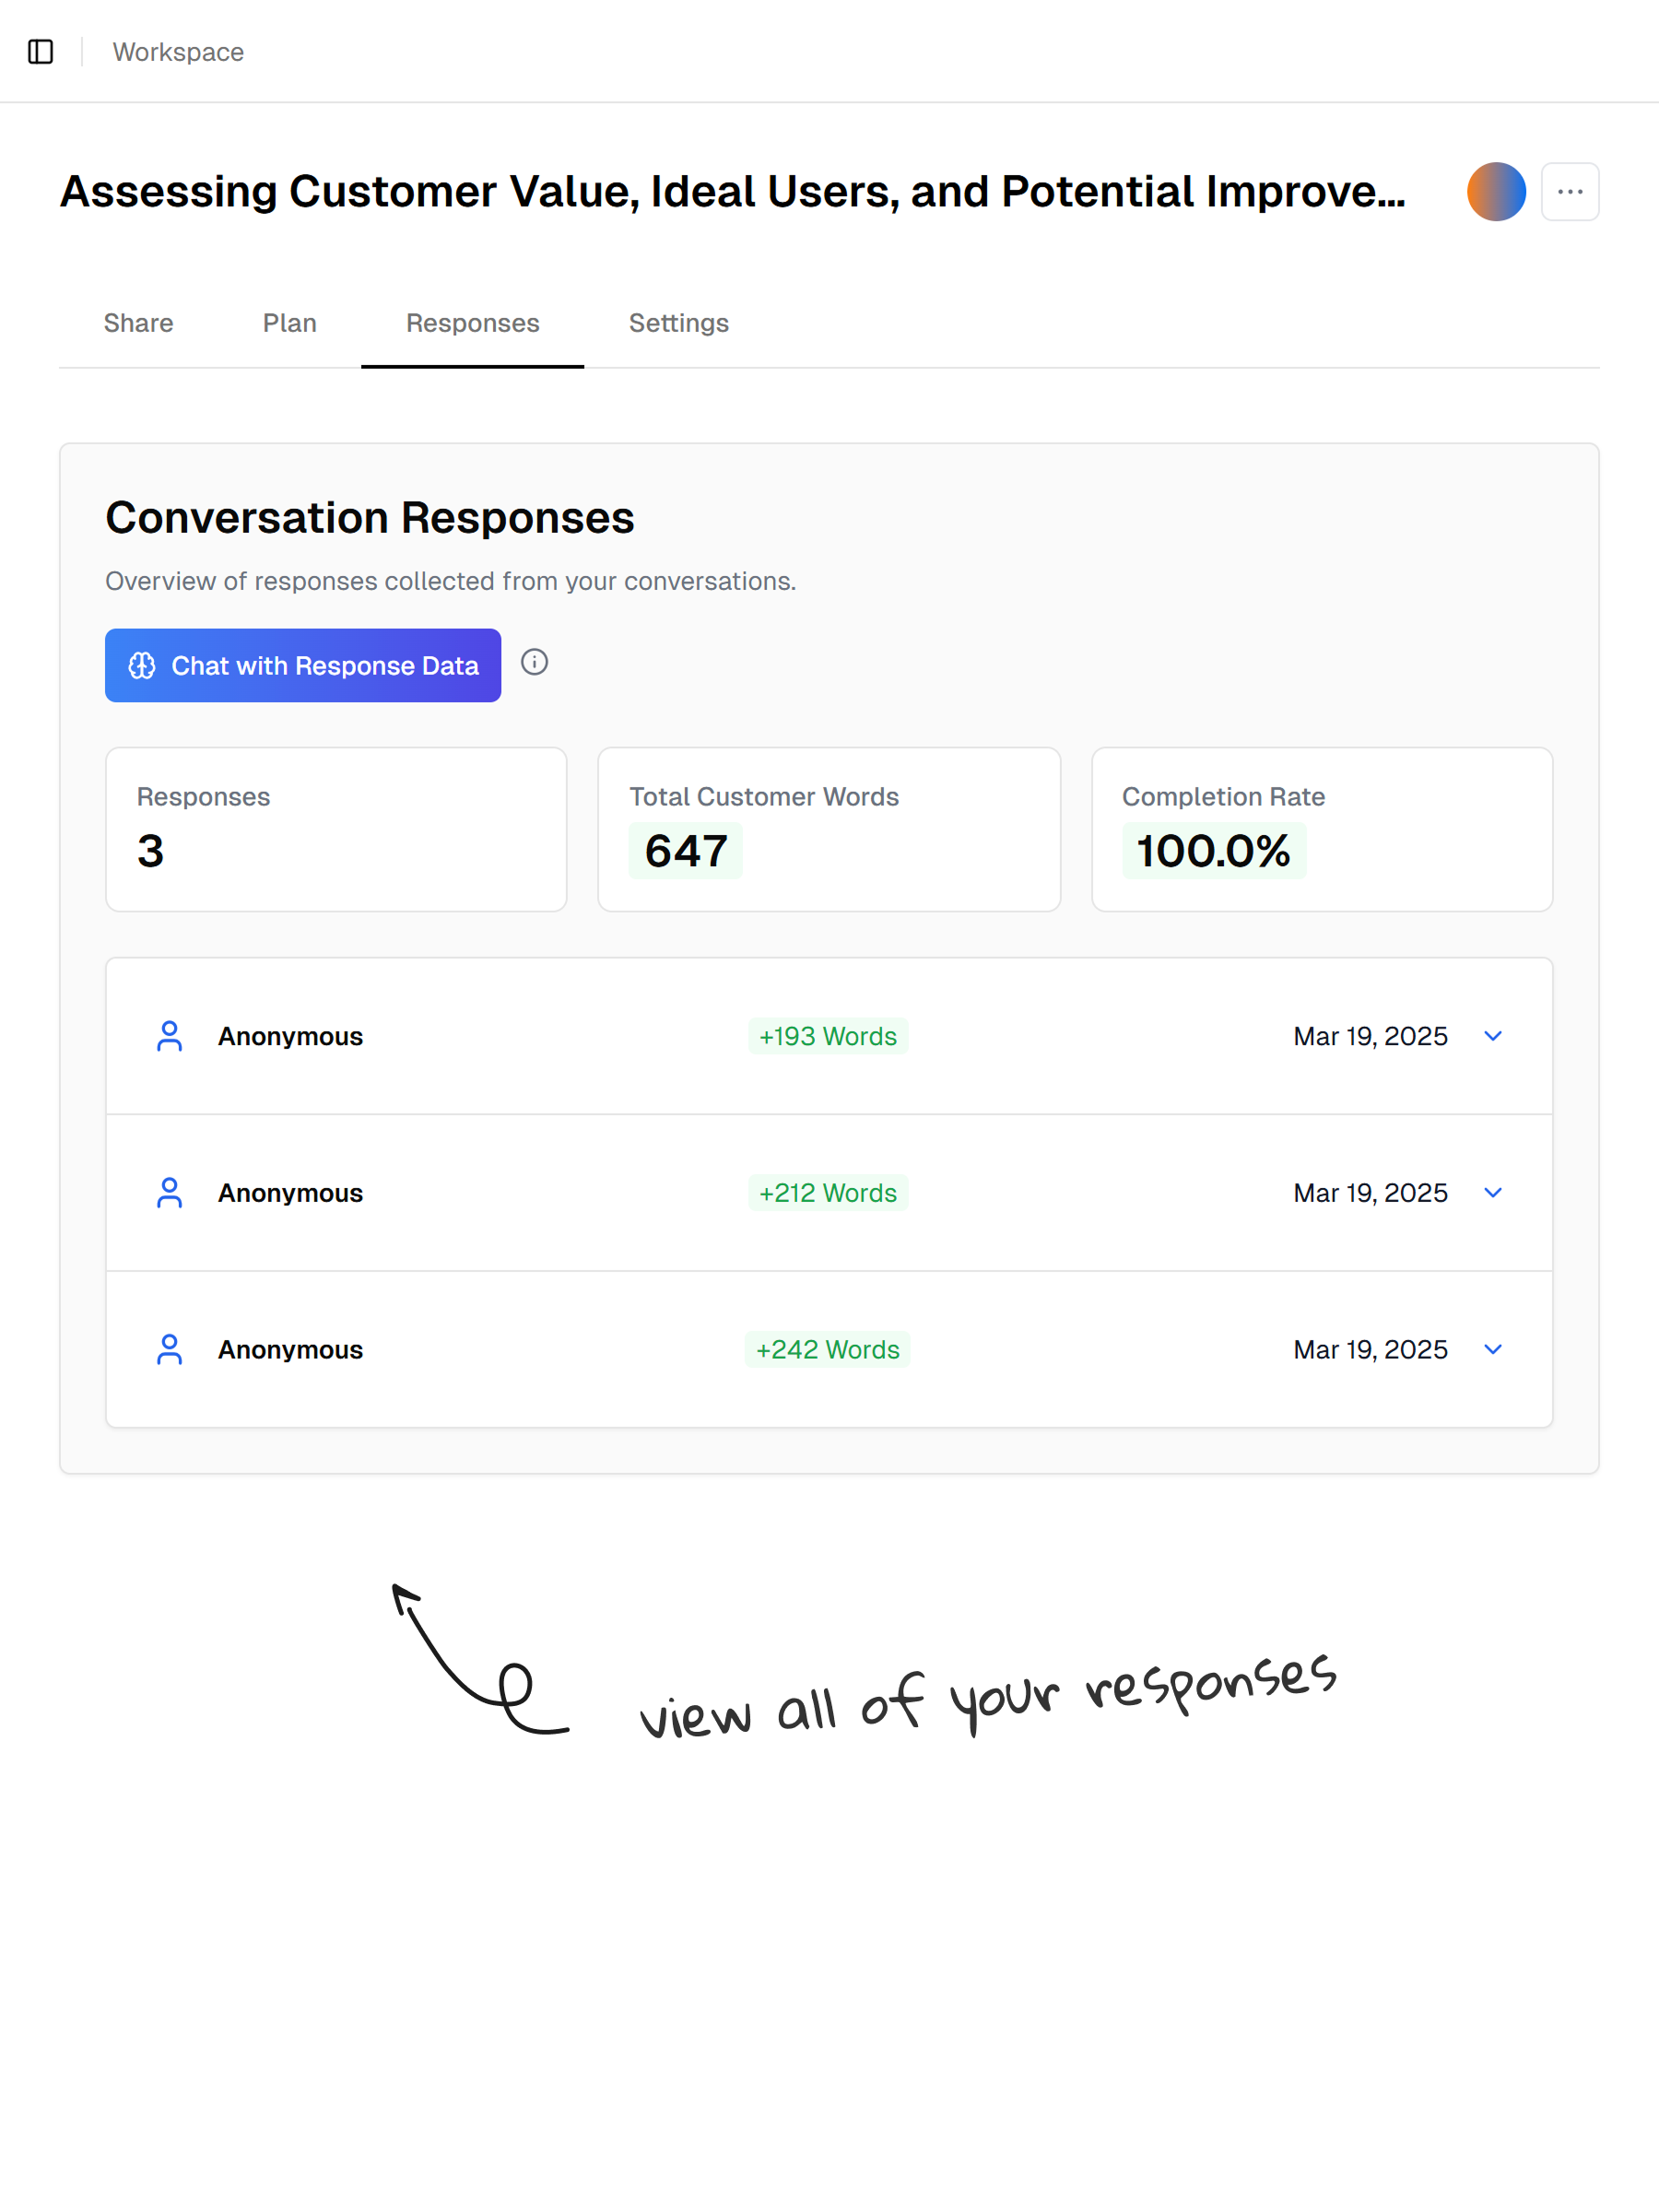 Workspace
Assessing Customer Value, Ideal Users, and Potential Improve...
Share Plan Responses Settings
Conversation Responses
Overview of responses collected from your conversations.
Chat with Response Data
Responses Total Customer Words Completion Rate
3 647 100.0%
Anonymous +193 Words Mar 19, 2025
Anonymous +212 Words Mar 19, 2025
Anonymous +242 Words Mar 19, 2025
view all of your responses